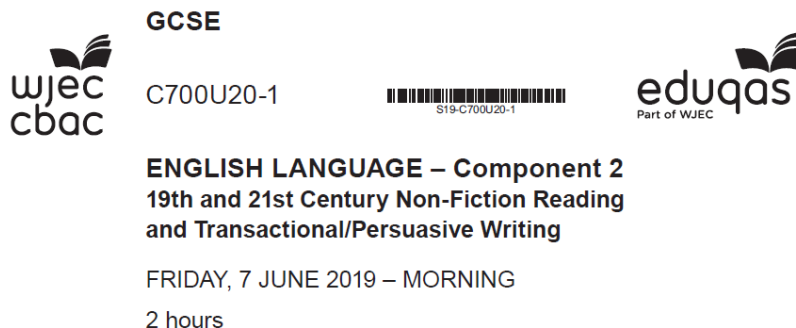 GCSE
wjec
cbac
C700U20-1
S19-C700U20-1
eduqas
Part of WJEC
ENGLISH LANGUAGE – Component 2
19th and 21st Century Non-Fiction Reading
and Transactional/Persuasive Writing
FRIDAY, 7 JUNE 2019 – MORNING
2 hours